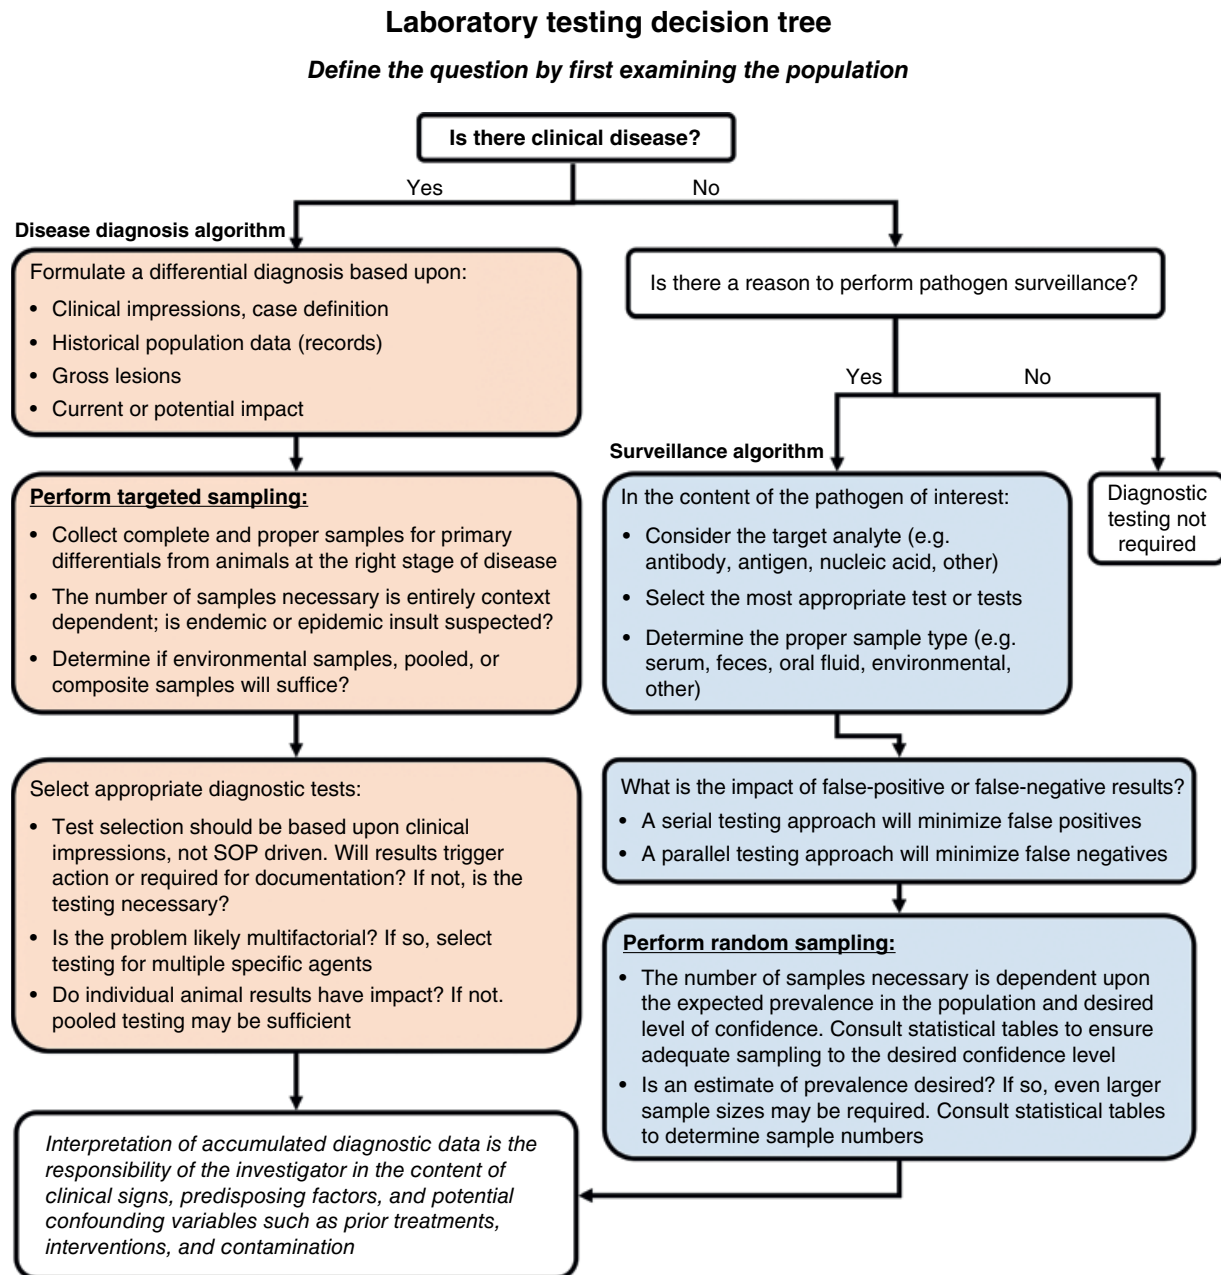 Laboratory testing decision tree
Define the question by first examining the population
Is there clinical disease?
Yes
No
Disease diagnosis algorithm
Formulate a differential diagnosis based upon:
• Clinical impressions, case definition
• Historical population data (records)
• Gross lesions
• Current or potential impact
Is there a reason to perform pathogen surveillance?
Yes
No
Perform targeted sampling:
• Collect complete and proper samples for primary
differentials from animals at the right stage of disease
• The number of samples necessary is entirely context
dependent; is endemic or epidemic insult suspected?
• Determine if environmental samples, pooled, or
composite samples will suffice?
Surveillance algorithm
In the content of the pathogen of interest:
• Consider the target analyte (e.g.
antibody, antigen, nucleic acid, other)
• Select the most appropriate test or tests
• Determine the proper sample type (e.g.
serum, feces, oral fluid, environmental,
other)
Diagnostic
testing not
required
Select appropriate diagnostic tests:
• Test selection should be based upon clinical
impressions, not SOP driven. Will results trigger
action or required for documentation? If not, is the
testing necessary?
• Is the problem likely multifactorial? If so, select
testing for multiple specific agents
• Do individual animal results have impact? If not.
pooled testing may be sufficient
What is the impact of false-positive or false-negative results?
• A serial testing approach will minimize false positives
• A parallel testing approach will minimize false negatives
Perform random sampling:
• The number of samples necessary is dependent upon
the expected prevalence in the population and desired
level of confidence. Consult statistical tables to ensure
adequate sampling to the desired confidence level
• Is an estimate of prevalence desired? If so, even larger
sample sizes may be required. Consult statistical tables
to determine sample numbers
Interpretation of accumulated diagnostic data is the
responsibility of the investigator in the content of
clinical signs, predisposing factors, and potential
confounding variables such as prior treatments,
interventions, and contamination